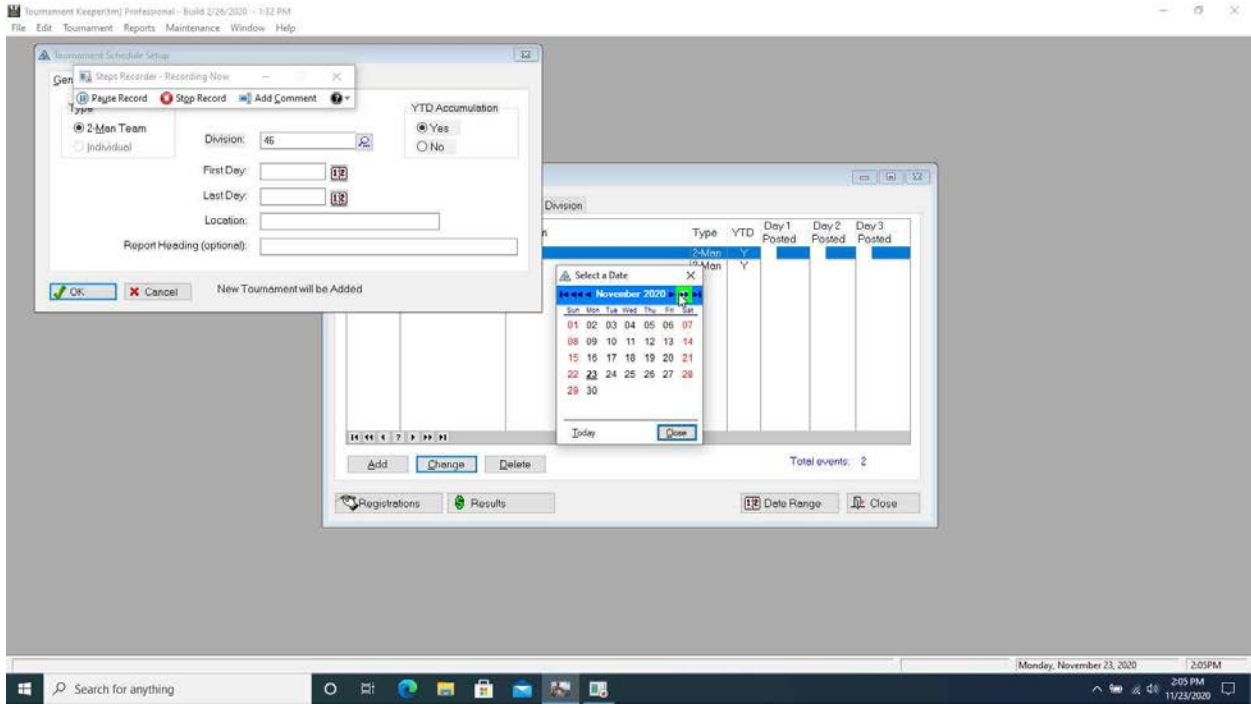 Tournament Keeper(tm) Professional - Build 2/26/2020 - 1:32 PM
File Edit Tournament Reports Maintenance Window Help
Tournament Schedule Setup
Gen
Steps Recorder - Recording Now
Pause Record Stop Record Add Comment
Type
2-Man Team
Individual
Division: 46
YTD Accumulation
Yes
No
First Day:
Last Day:
Location:
Report Heading (optional):
OK Cancel New Tournament will be Added
Division
Type YTD Day 1 Posted Day 2 Posted Day 3 Posted
2-Man Y
2-Man Y
Select a Date
November 2020
Sun Mon Tue Wed Thu Fri Sat
01 02 03 04 05 06 07
08 09 10 11 12 13 14
15 16 17 18 19 20 21
22 23 24 25 26 27 28
29 30
Today Close
?
Add Change Delete Total events: 2
Registrations Results Date Range Close
Monday, November 23, 2020 2:05PM
Search for anything
2:05 PM
11/23/2020